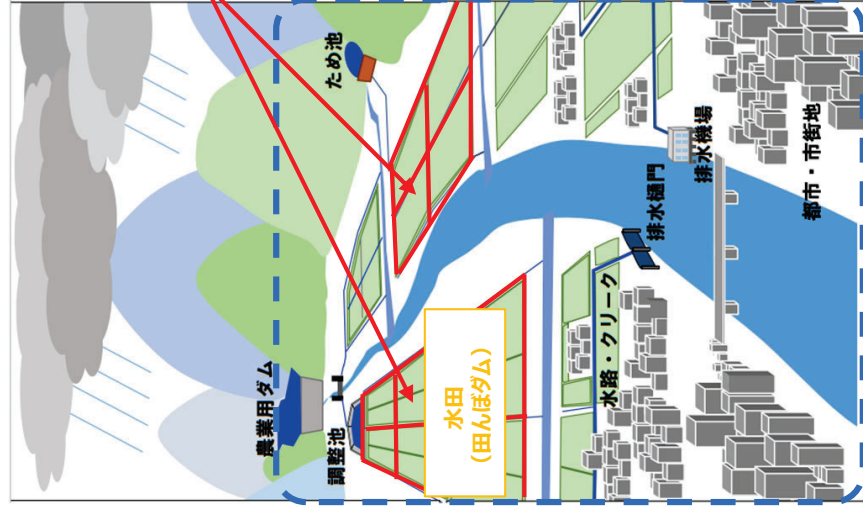 農業用ダム
ため池
調整池
水田
(田んぼダム)
水路・クリーク
排水樋門
排水機場
都市・市街地